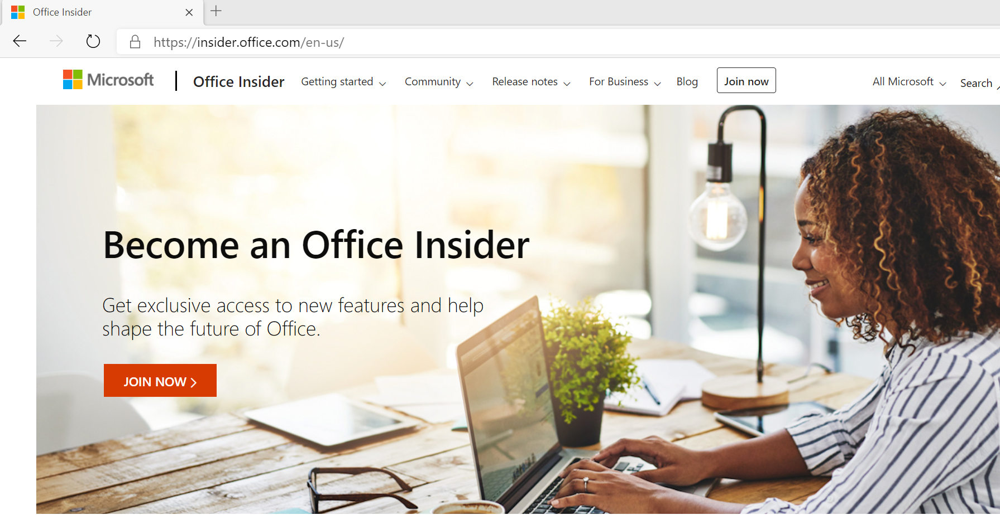 Office Insider
https://insider.office.com/en-us/
Microsoft
Office Insider
Getting started
Community
Release notes
For Business
Blog
Join now
All Microsoft
Search
Become an Office Insider
Get exclusive access to new features and help
shape the future of Office.
JOIN NOW